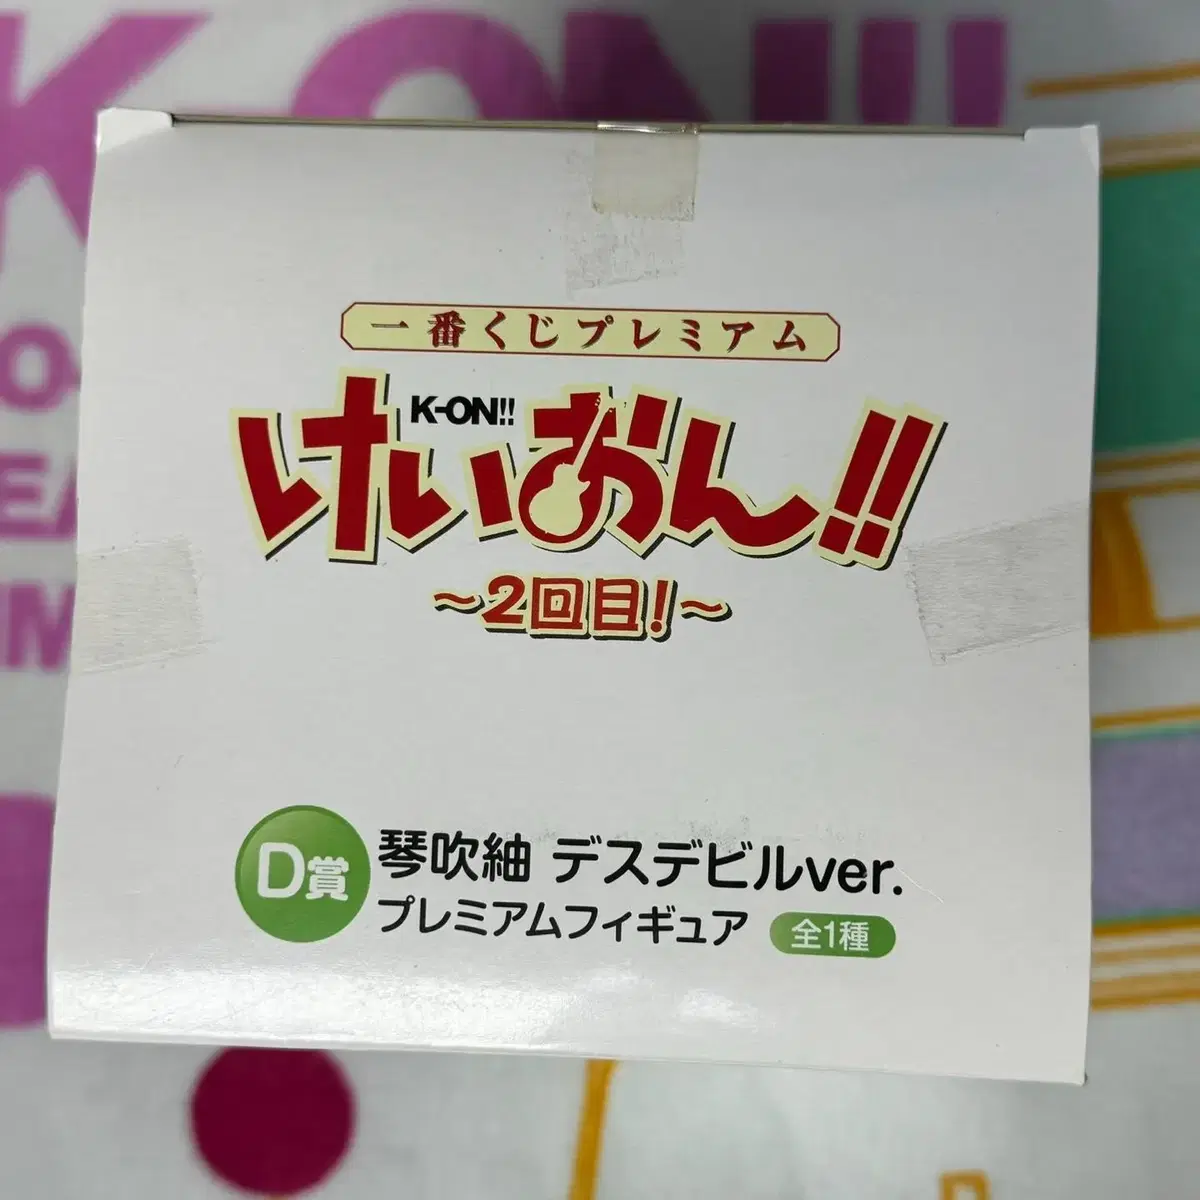 K-ON!!
一番くじプレミアム
K-ON!!
けいおん!!
～2回目!～
D賞
琴吹紬 デスデビルver.
プレミアムフィギュア 全1種